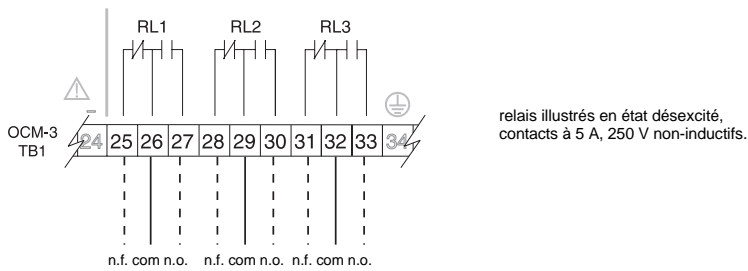 RL1 RL2 RL3
OCM-3
TB1
24 25 26 27 28 29 30 31 32 33 34
n.f. com n.o. n.f. com n.o. n.f. com n.o.
relais illustrés en état désexcité,
contacts à 5 A, 250 V non-inductifs.